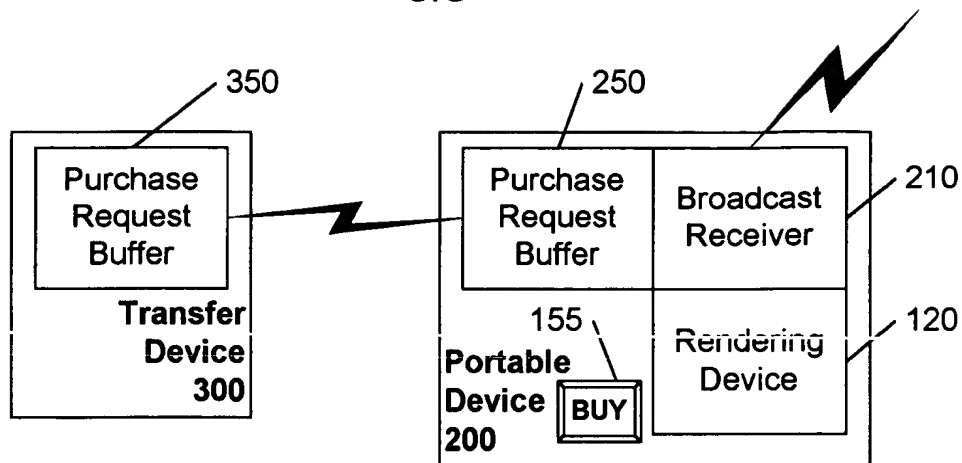 350
250
Purchase
Request
Buffer
Purchase
Request
Buffer
Broadcast
Receiver
210
Transfer
Device
300
155
Rendering
Device
120
Portable
Device
200
BUY